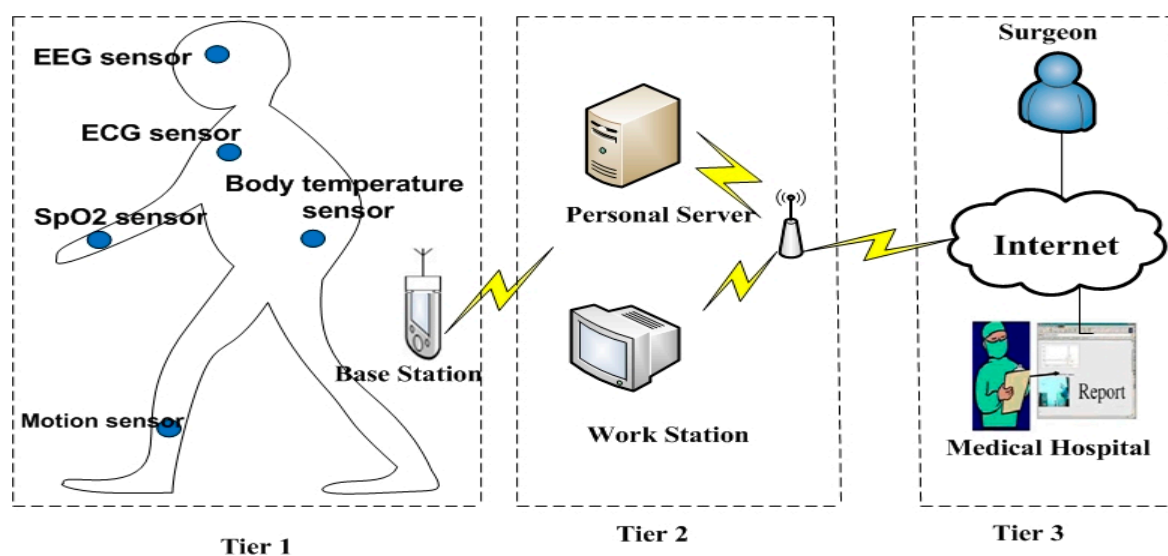 EEG sensor
ECG sensor
Body temperature
sensor
SpO2 sensor
Base Station
Motion sensor
Tier 1
Personal Server
Work Station
Tier 2
Surgeon
Internet
Report
Medical Hospital
Tier 3